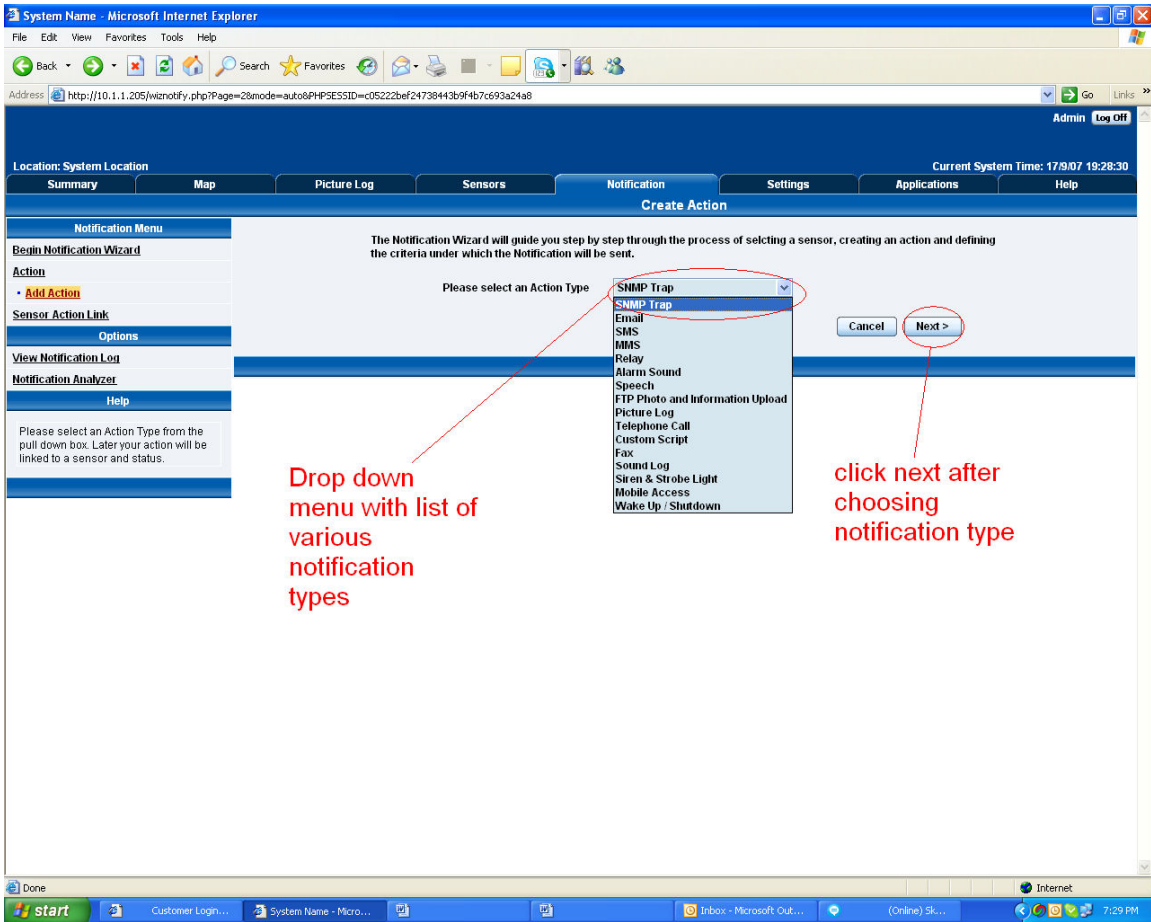 System Name - Microsoft Internet Explorer
File Edit View Favorites Tools Help
Back Search Favorites
Address http://10.1.1.205/wiznotify.php?Page=2&mode=auto&PHPSESSID=c05222bef24738443b9f4b7c693a24a8 Go Links »
Admin Log Off
Location: System Location Current System Time: 17/9/07 19:28:30
Summary Map Picture Log Sensors Notification Settings Applications Help
Create Action
Notification Menu
Begin Notification Wizard
Action
• Add Action
Sensor Action Link
Options
View Notification Log
Notification Analyzer
Help
Please select an Action Type from the
pull down box. Later your action will be
linked to a sensor and status.
The Notification Wizard will guide you step by step through the process of selcting a sensor, creating an action and defining
the criteria under which the Notification will be sent.
Please select an Action Type SNMP Trap
SNMP Trap
Email
SMS
MMS
Relay
Alarm Sound
Speech
FTP Photo and Information Upload
Picture Log
Telephone Call
Custom Script
Fax
Sound Log
Siren & Strobe Light
Mobile Access
Wake Up / Shutdown
Cancel Next >
Drop down
menu with list of
various
notification
types
click next after
choosing
notification type
Done Internet
start Customer Login... System Name - Micro... Inbox - Microsoft Out... (Online) Sk... 7:29 PM